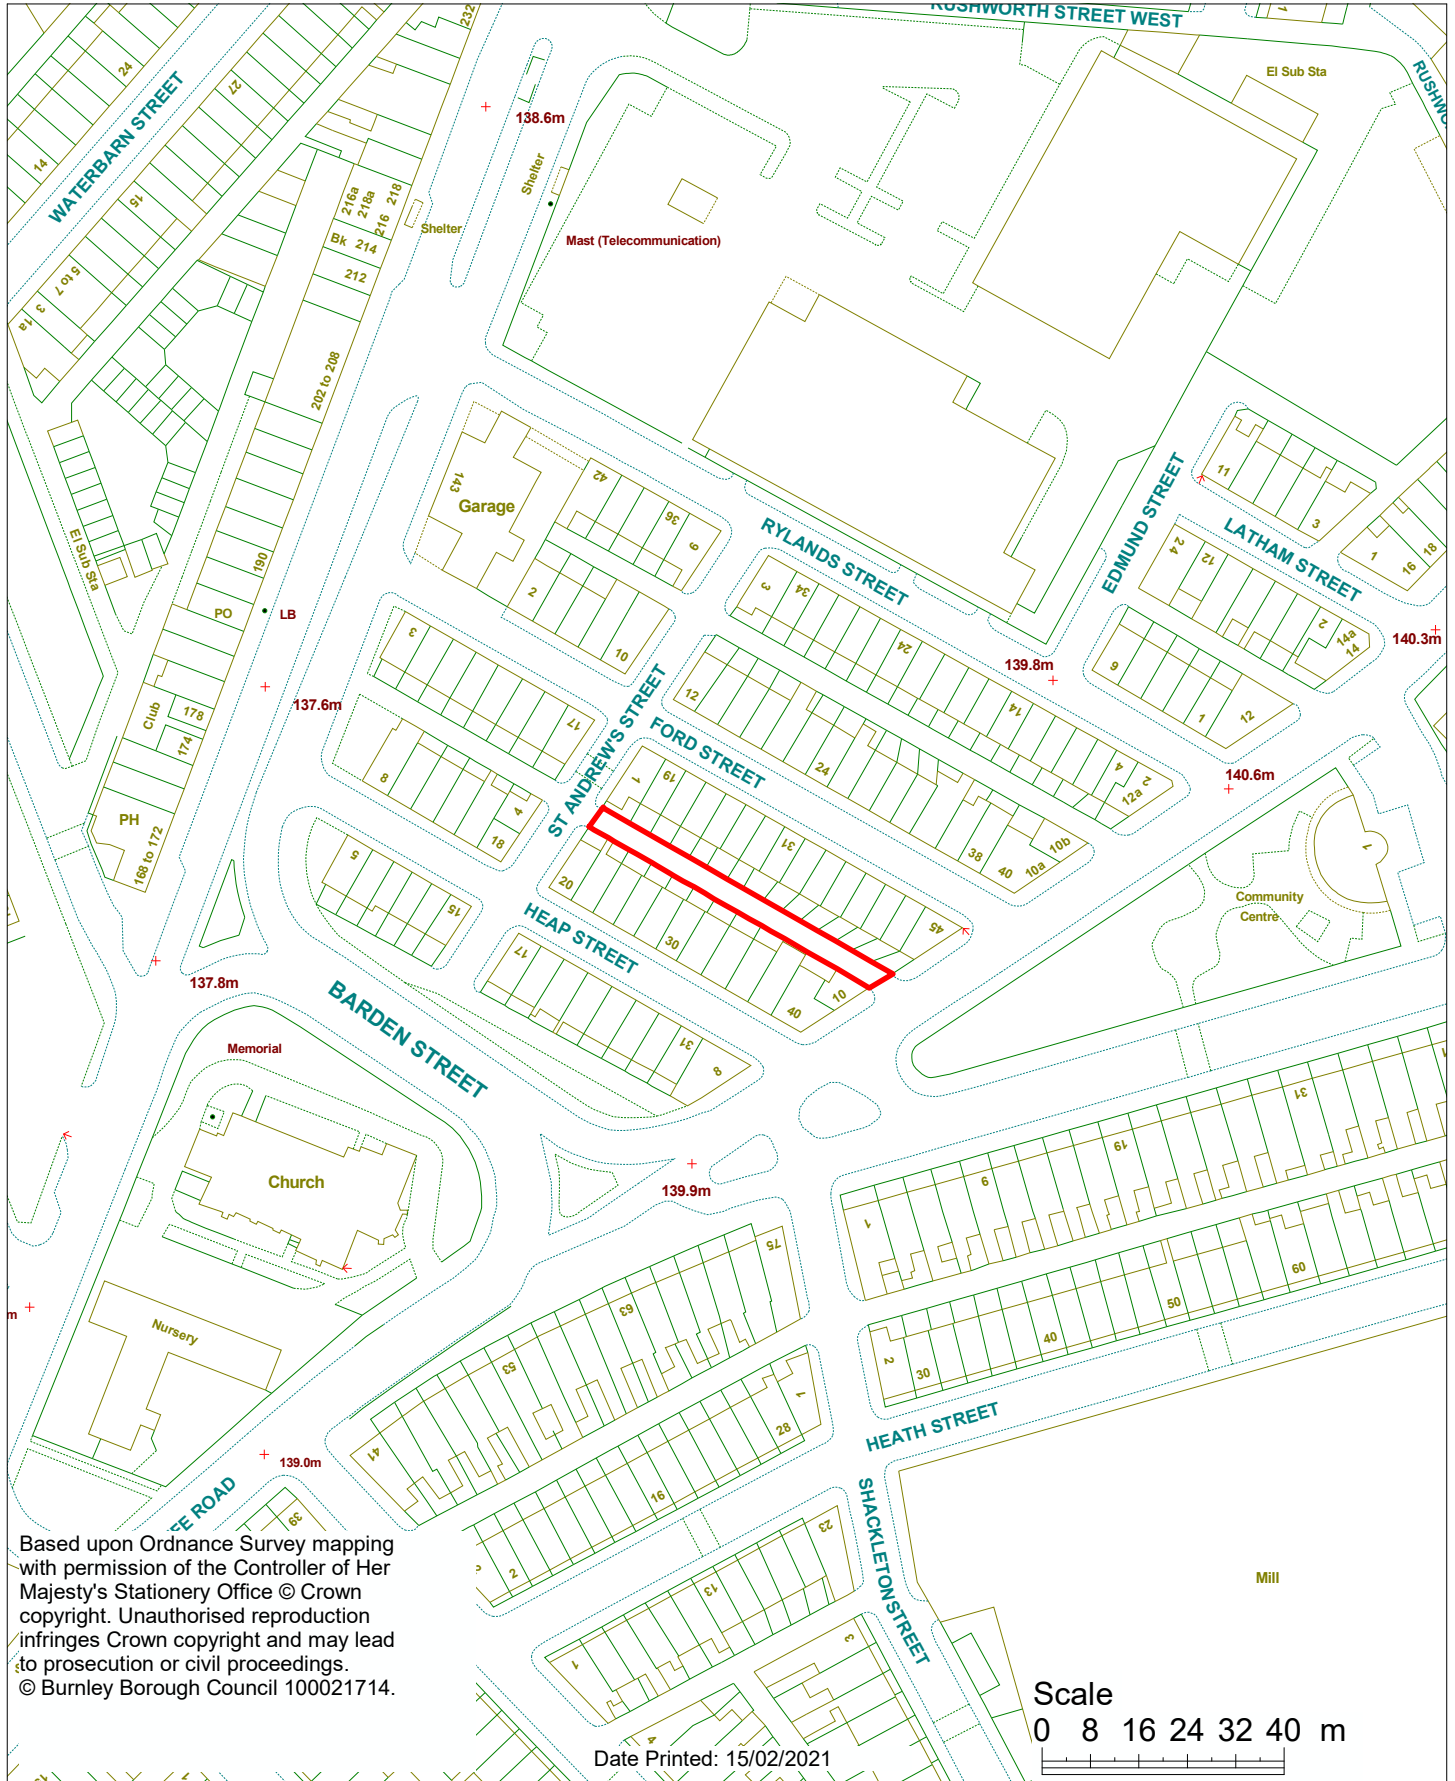 RUSHWORTH STREET WEST
232
24
27
WATERBARN STREET
14
15
5 to 7
3
1a
138.6m
Shelter
El Sub Sta
216a
218a
216
218
Bk 214
212
Shelter
Mast (Telecommunication)
202 to 208
190
El Sub Sta
PO
LB
137.6m
Club
178
174
PH
168 to 172
143
Garage
42
36
9
2
10
RYLANDS STREET
EDMUND STREET
11
3
LATHAM STREET
1
16
18
24
12
2
14a
14
140.3m
9
1
12
139.8m
140.6m
3
34
24
14
4
2
12a
3
17
8
4
18
ST ANDREW'S STREET
FORD STREET
12
24
38
40
10a
10b
1
19
31
45
20
30
40
10
HEAP STREET
5
15
17
31
8
Community
Centre
1
137.8m
BARDEN STREET
Memorial
Church
Nursery
139.9m
139.0m
m
1
9
19
31
2
30
40
50
60
75
63
53
41
HEATH STREET
1
28
16
2
39
23
13
1
3
4
SHACKLETON STREET
Mill
Based upon Ordnance Survey mapping
with permission of the Controller of Her
Majesty's Stationery Office © Crown
copyright. Unauthorised reproduction
infringes Crown copyright and may lead
to prosecution or civil proceedings.
© Burnley Borough Council 100021714.
Date Printed: 15/02/2021
Scale
0 8 16 24 32 40 m